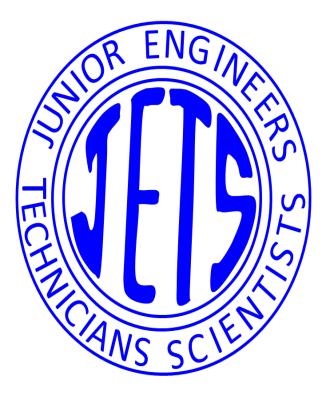 JUNIOR ENGINEERS
TECHNICIANS SCIENTISTS
JETS